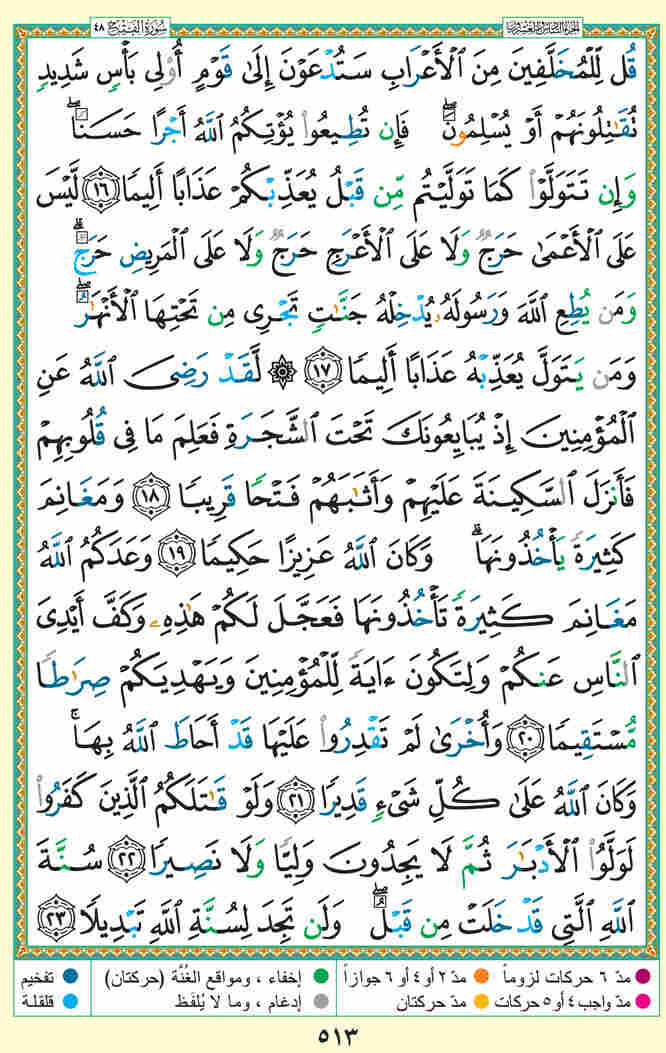 الجزء السادس والعشرون سورة الفتح ٤٨
قُل لِّلْمُخَلَّفِينَ مِنَ ٱلْأَعْرَابِ سَتُدْعَوْنَ إِلَىٰ قَوْمٍ أُو۟لِى بَأْسٍ شَدِيدٍ
تُقَـٰتِلُونَهُمْ أَوْ يُسْلِمُونَ ۖ فَإِن تُطِيعُوا۟ يُؤْتِكُمُ ٱللَّهُ أَجْرًا حَسَنًا ۖ
وَإِن تَتَوَلَّوْا۟ كَمَا تَوَلَّيْتُم مِّن قَبْلُ يُعَذِّبْكُمْ عَذَابًا أَلِيمًا ١٦ لَّيْسَ
عَلَى ٱلْأَعْمَىٰ حَرَجٌ وَلَا عَلَى ٱلْأَعْرَجِ حَرَجٌ وَلَا عَلَى ٱلْمَرِيضِ حَرَجٌ ۗ
وَمَن يُطِعِ ٱللَّهَ وَرَسُولَهُۥ يُدْخِلْهُ جَنَّـٰتٍ تَجْرِى مِن تَحْتِهَا ٱلْأَنْهَـٰرُ ۖ
وَمَن يَتَوَلَّ يُعَذِّبْهُ عَذَابًا أَلِيمًا ١٧ ۞ لَّقَدْ رَضِىَ ٱللَّهُ عَنِ
ٱلْمُؤْمِنِينَ إِذْ يُبَايِعُونَكَ تَحْتَ ٱلشَّجَرَةِ فَعَلِمَ مَا فِى قُلُوبِهِمْ
فَأَنزَلَ ٱلسَّكِينَةَ عَلَيْهِمْ وَأَثَـٰبَهُمْ فَتْحًا قَرِيبًا ١٨ وَمَغَانِمَ
كَثِيرَةً يَأْخُذُونَهَا ۗ وَكَانَ ٱللَّهُ عَزِيزًا حَكِيمًا ١٩ وَعَدَكُمُ ٱللَّهُ
مَغَانِمَ كَثِيرَةً تَأْخُذُونَهَا فَعَجَّلَ لَكُمْ هَـٰذِهِۦ وَكَفَّ أَيْدِىَ
ٱلنَّاسِ عَنكُمْ وَلِتَكُونَ ءَايَةً لِّلْمُؤْمِنِينَ وَيَهْدِيَكُمْ صِرَٰطًا
مُّسْتَقِيمًا ٢٠ وَأُخْرَىٰ لَمْ تَقْدِرُوا۟ عَلَيْهَا قَدْ أَحَاطَ ٱللَّهُ بِهَا ۚ
وَكَانَ ٱللَّهُ عَلَىٰ كُلِّ شَىْءٍ قَدِيرًا ٢١ وَلَوْ قَـٰتَلَكُمُ ٱلَّذِينَ كَفَرُوا۟
لَوَلَّوُا۟ ٱلْأَدْبَـٰرَ ثُمَّ لَا يَجِدُونَ وَلِيًّا وَلَا نَصِيرًا ٢٢ سُنَّةَ
ٱللَّهِ ٱلَّتِى قَدْ خَلَتْ مِن قَبْلُ ۖ وَلَن تَجِدَ لِسُنَّةِ ٱللَّهِ تَبْدِيلًا ٢٣
مدّ ٦ حركات لزوماً مدّ ٢ أو ٤ أو ٦ جوازاً إخفاء ، ومواقع الغُنَّة (حركتان) تفخيم
مدّ واجب ٤ أو ٥ حركات مدّ حركتان إدغام ، وما لا يُلفَظ قلقلة
٥١٣